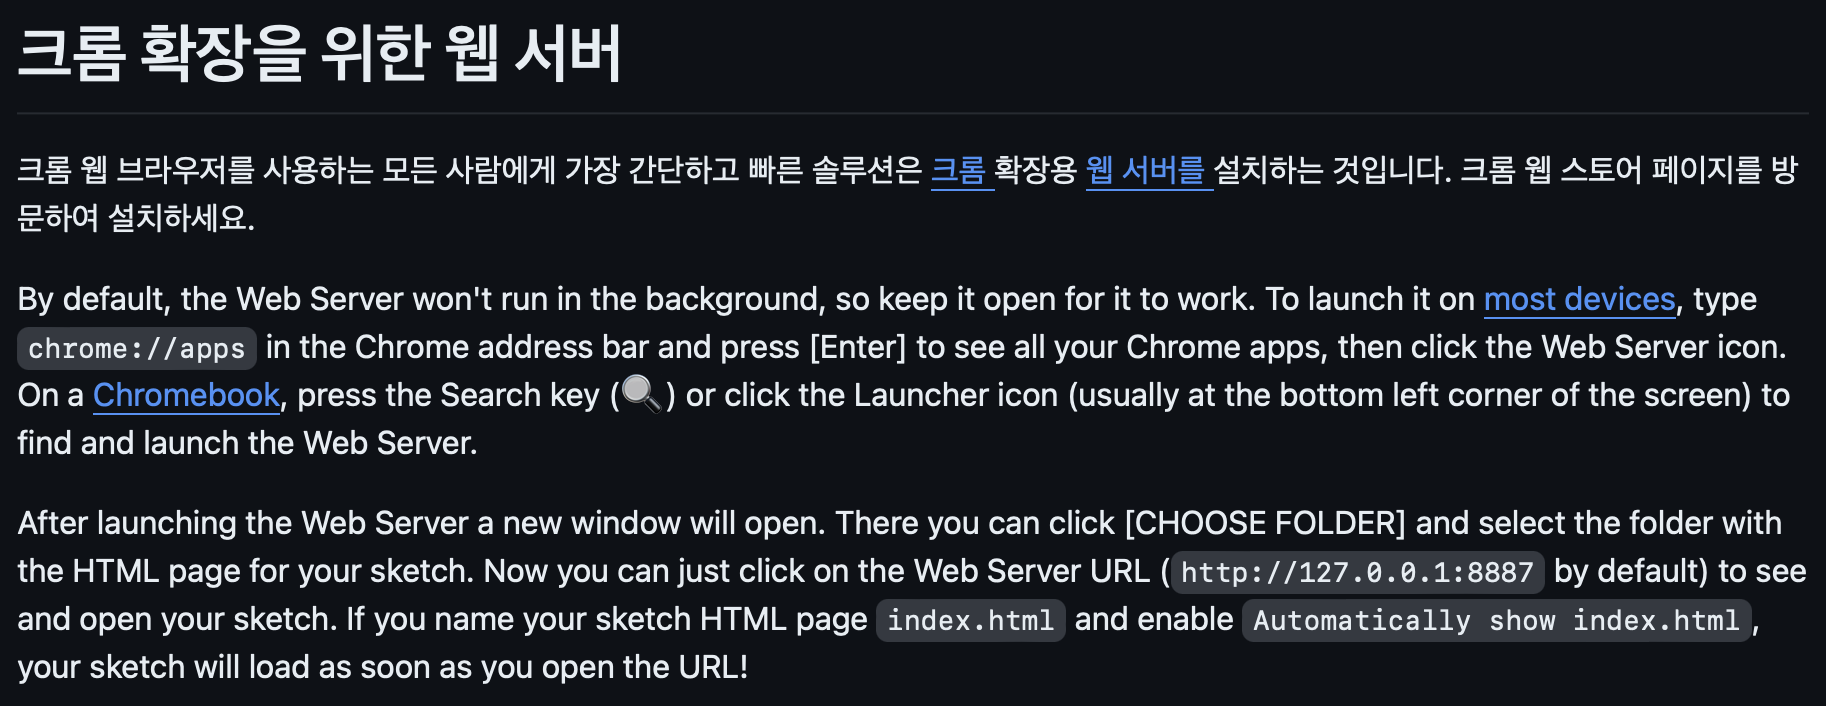 크롬 확장을 위한 웹 서버
크롬 웹 브라우저를 사용하는 모든 사람에게 가장 간단하고 빠른 솔루션은 크롬 확장용 웹 서버를 설치하는 것입니다. 크롬 웹 스토어 페이지를 방
문하여 설치하세요.
By default, the Web Server won't run in the background, so keep it open for it to work. To launch it on most devices, type
chrome://apps in the Chrome address bar and press [Enter] to see all your Chrome apps, then click the Web Server icon.
On a Chromebook, press the Search key (🔍) or click the Launcher icon (usually at the bottom left corner of the screen) to
find and launch the Web Server.
After launching the Web Server a new window will open. There you can click [CHOOSE FOLDER] and select the folder with
the HTML page for your sketch. Now you can just click on the Web Server URL (http://127.0.0.1:8887 by default) to see
and open your sketch. If you name your sketch HTML page index.html and enable Automatically show index.html,
your sketch will load as soon as you open the URL!